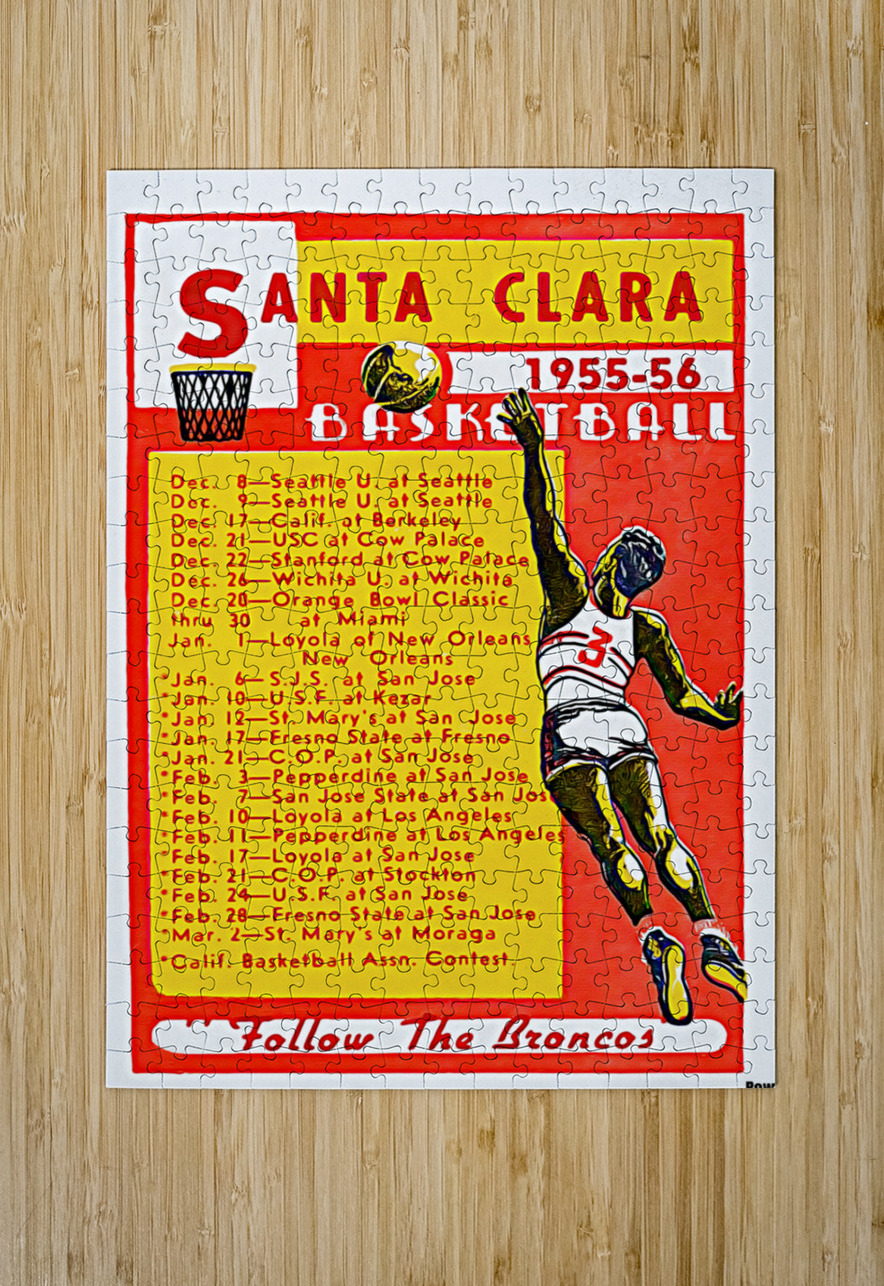 SANTA CLARA
1955-56
BASKETBALL
Dec. 8—Seattle U. at Seattle
Dec. 9—Seattle U. at Seattle
Dec. 17—Calif. at Berkeley
Dec. 21—USC at Cow Palace
Dec. 22—Stanford at Cow Palace
Dec. 26—Wichita U. at Wichita
Dec. 20—Orange Bowl Classic
thru 30 at Miami
Jan. 1—Loyola of New Orleans
New Orleans
*Jan. 6—S.J.S. at San Jose
*Jan. 10—U.S.F. at Kezar
*Jan. 12—St. Mary's at San Jose
*Jan. 17—Fresno State at Fresno
*Jan. 21—C.O.P. at San Jose
*Feb. 3—Pepperdine at San Jose
*Feb. 7—San Jose State at San Jose
*Feb. 10—Loyola at Los Angeles
*Feb. 11—Pepperdine at Los Angeles
*Feb. 17—Loyola at San Jose
*Feb. 21—C.O.P. at Stockton
*Feb. 24—U.S.F. at San Jose
*Feb. 28—Fresno State at San Jose
*Mar. 2—St. Mary's at Moraga
*Calif. Basketball Assn. Contest
3
Follow The Broncos
Row